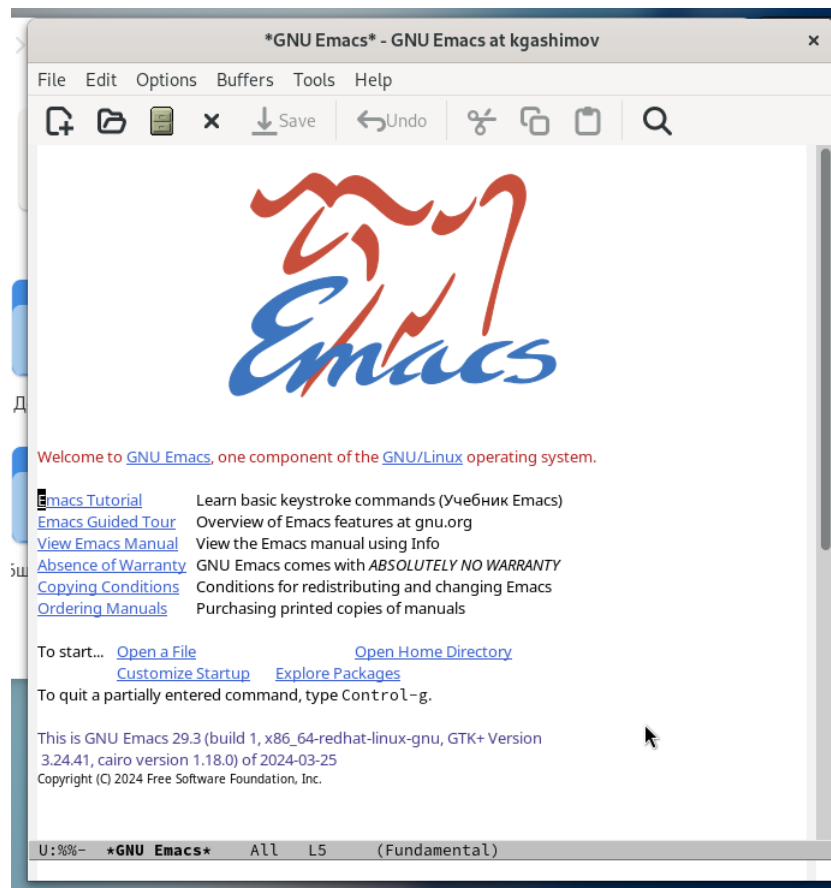 *GNU Emacs* - GNU Emacs at kgashimov ×
File Edit Options Buffers Tools Help
Save Undo
Emacs
Welcome to GNU Emacs, one component of the GNU/Linux operating system.
Emacs Tutorial Learn basic keystroke commands (Учебник Emacs)
Emacs Guided Tour Overview of Emacs features at gnu.org
View Emacs Manual View the Emacs manual using Info
Absence of Warranty GNU Emacs comes with ABSOLUTELY NO WARRANTY
Copying Conditions Conditions for redistributing and changing Emacs
Ordering Manuals Purchasing printed copies of manuals
To start... Open a File Open Home Directory
Customize Startup Explore Packages
To quit a partially entered command, type Control-g.
This is GNU Emacs 29.3 (build 1, x86_64-redhat-linux-gnu, GTK+ Version
3.24.41, cairo version 1.18.0) of 2024-03-25
Copyright (C) 2024 Free Software Foundation, Inc.
U:%%- *GNU Emacs* All L5 (Fundamental)